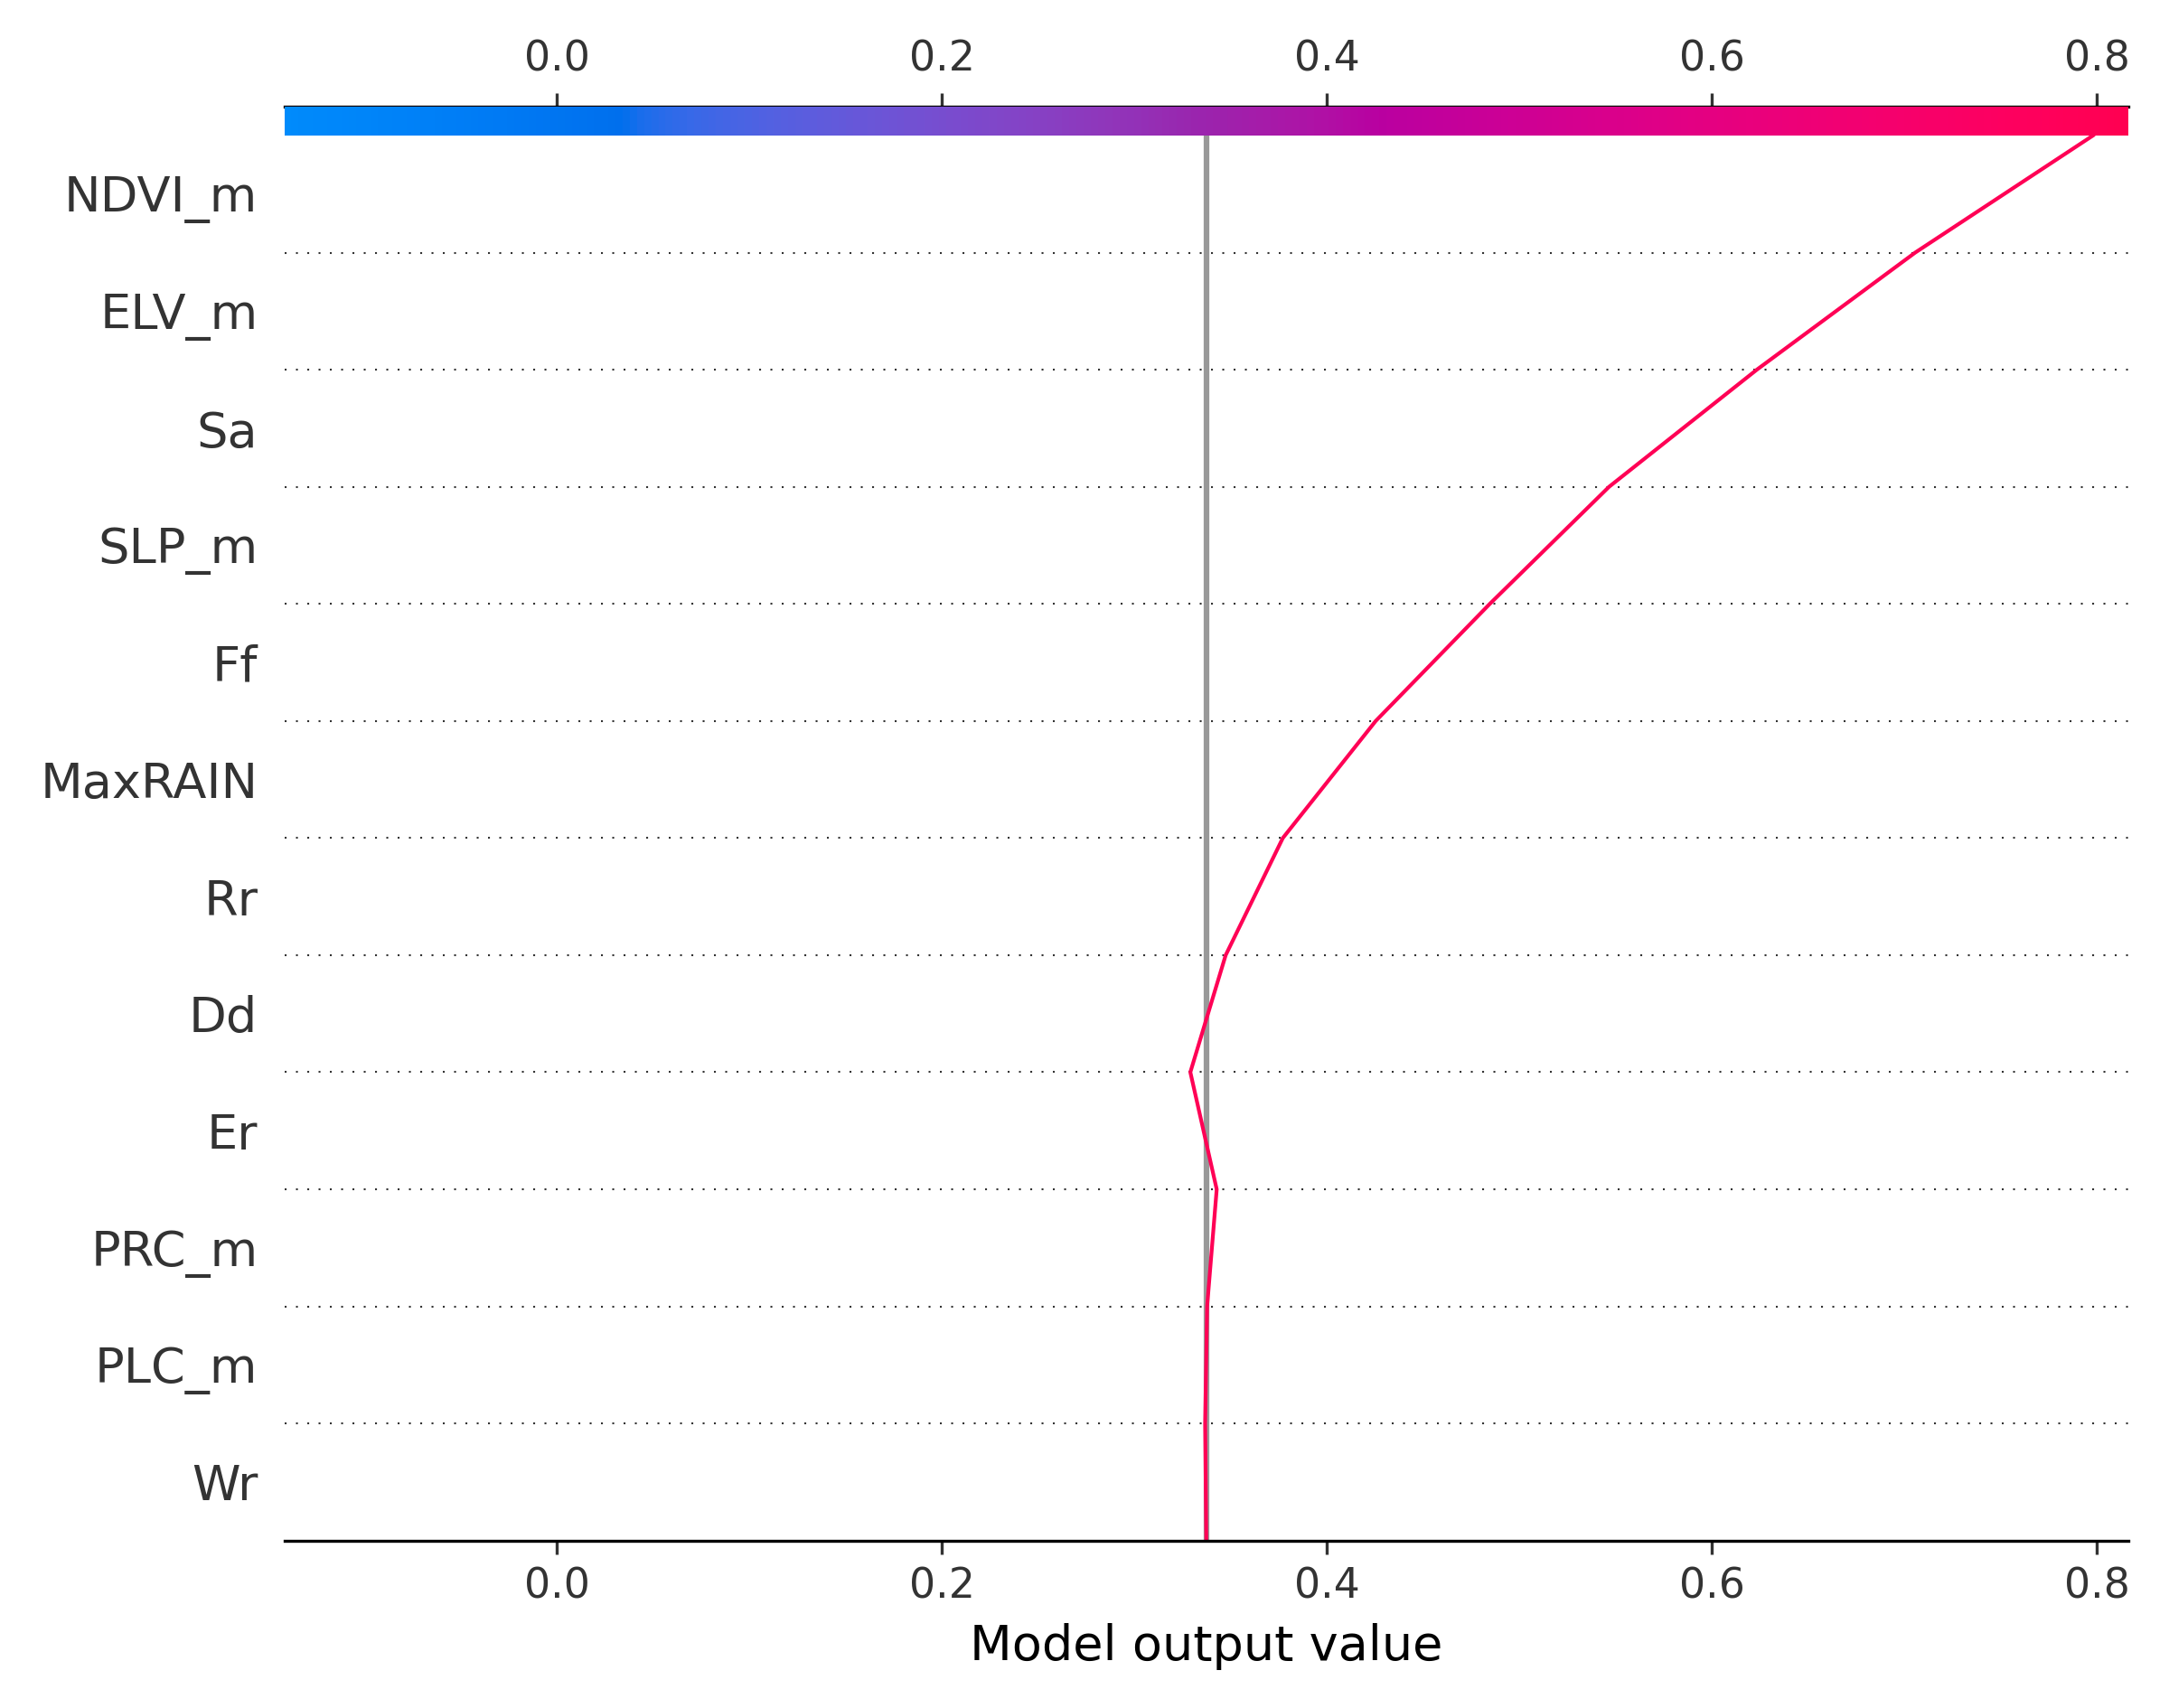 0.0 0.2 0.4 0.6 0.8
NDVI_m
ELV_m
Sa
SLP_m
Ff
MaxRAIN
Rr
Dd
Er
PRC_m
PLC_m
Wr
0.0 0.2 0.4 0.6 0.8
Model output value